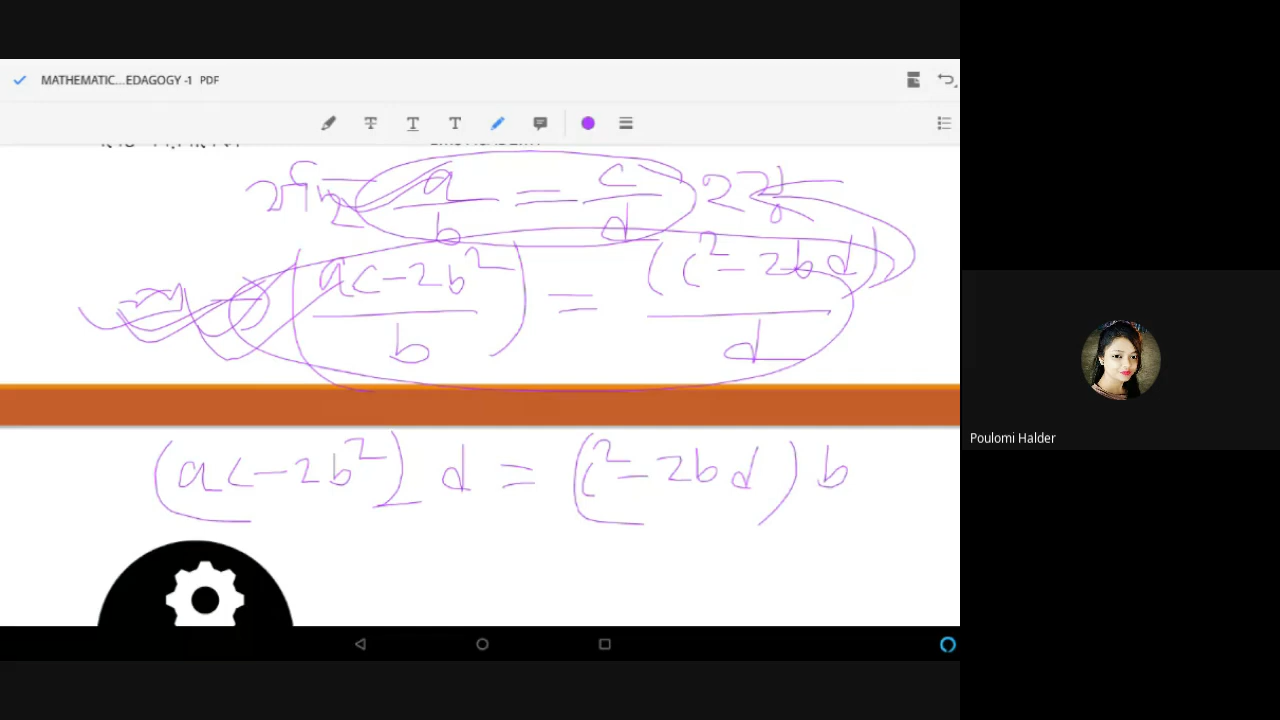 MATHEMATIC...EDAGOGY -1 PDF
যদি a/b = c/d হয়
(ac-2b²)/b = (c²-2bd)/d
(ac-2b²)d = (c²-2bd)b
Poulomi Halder